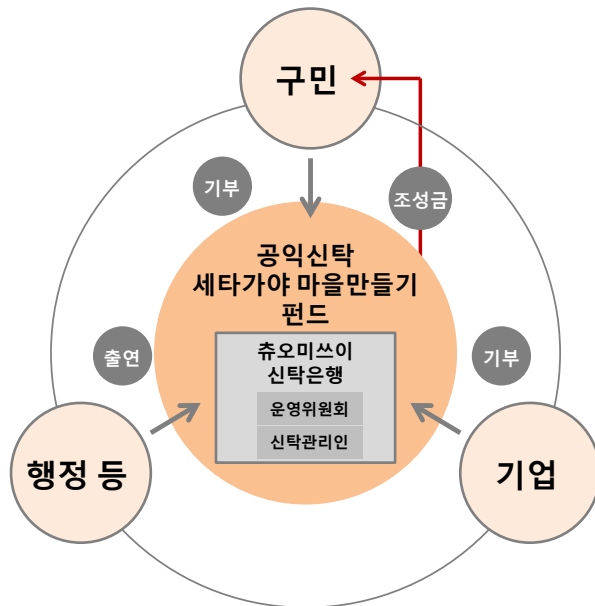 구민
기부
조성금
공익신탁
세타가야 마을만들기
펀드
출연
츄오미쓰이
신탁은행
기부
운영위원회
신탁관리인
행정 등
기업